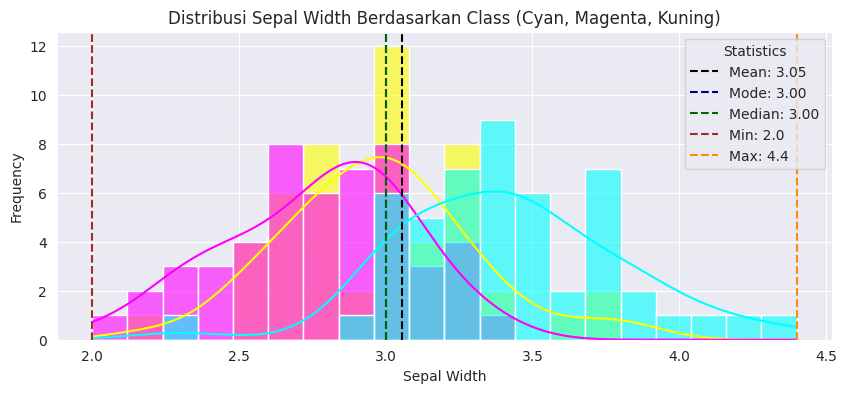 Distribusi Sepal Width Berdasarkan Class (Cyan, Magenta, Kuning)
Statistics
Mean: 3.05
Mode: 3.00
Median: 3.00
Min: 2.0
Max: 4.4
Frequency
12
10
8
6
4
2
0
2.0 2.5 3.0 3.5 4.0 4.5
Sepal Width